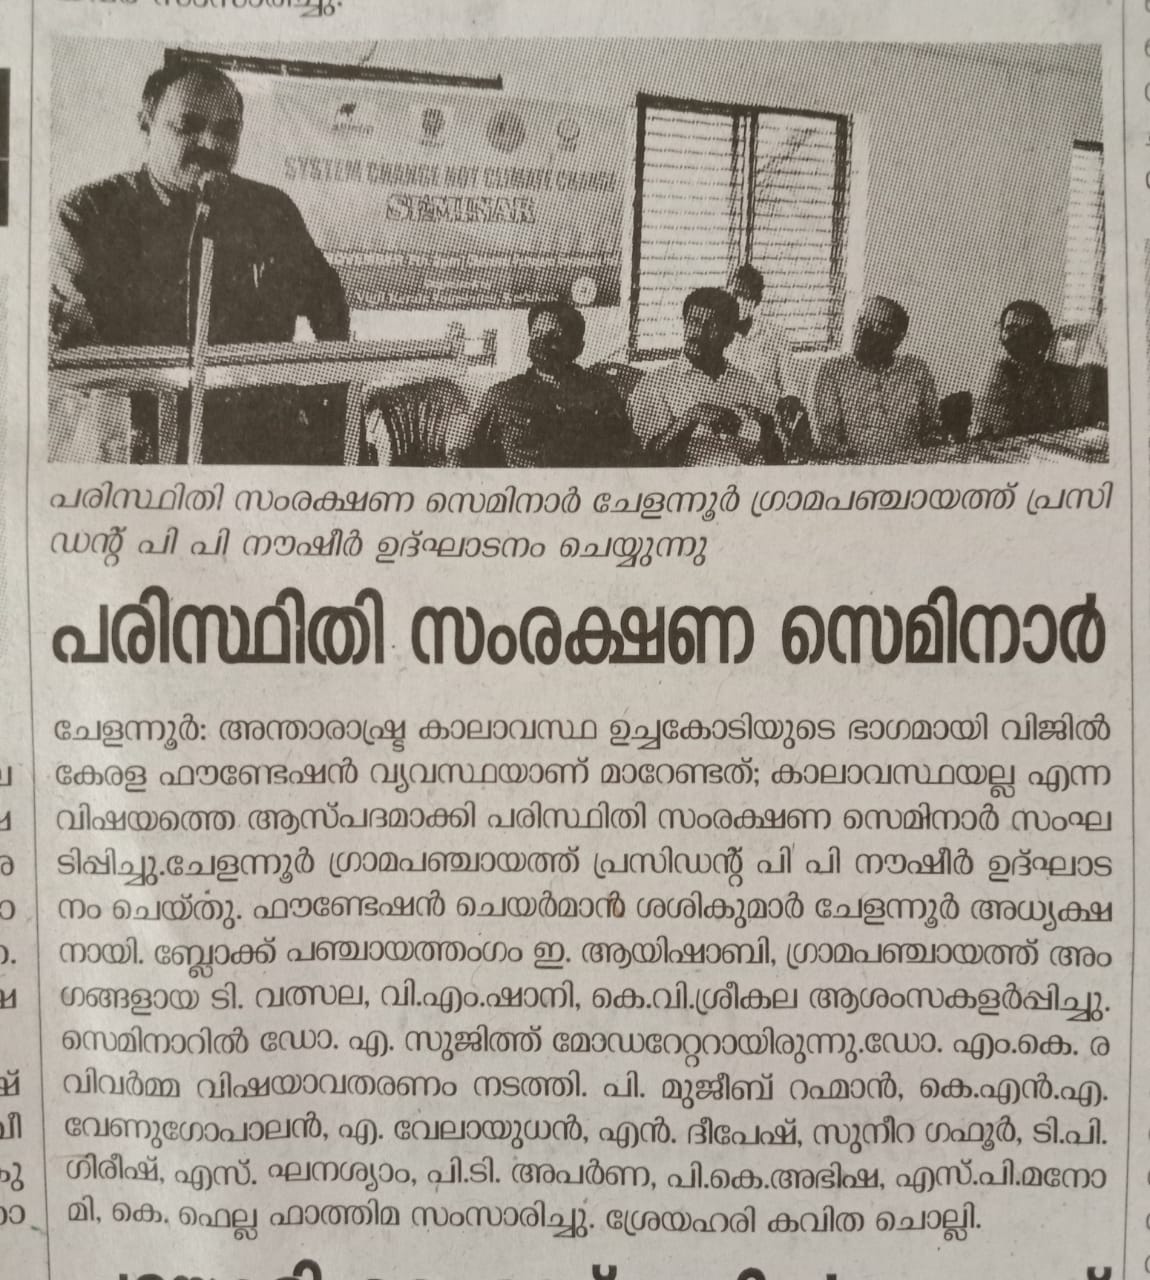 SYSTEM CHANGE NOT CLIMATE CHANGE
SEMINAR
പരിസ്ഥിതി സംരക്ഷണ സെമിനാർ ചേളന്നൂർ ഗ്രാമപഞ്ചായത്ത് പ്രസി
ഡന്റ് പി പി നൗഷീർ ഉദ്ഘാടനം ചെയ്യുന്നു
പരിസ്ഥിതി സംരക്ഷണ സെമിനാർ
ചേളന്നൂർ: അന്താരാഷ്ട്ര കാലാവസ്ഥ ഉച്ചകോടിയുടെ ഭാഗമായി വിജിൽ
കേരള ഫൗണ്ടേഷൻ വ്യവസ്ഥയാണ് മാറേണ്ടത്; കാലാവസ്ഥയല്ല എന്ന
വിഷയത്തെ ആസ്പദമാക്കി പരിസ്ഥിതി സംരക്ഷണ സെമിനാർ സംഘ
ടിപ്പിച്ചു.ചേളന്നൂർ ഗ്രാമപഞ്ചായത്ത് പ്രസിഡന്റ് പി പി നൗഷീർ ഉദ്ഘാട
നം ചെയ്തു. ഫൗണ്ടേഷൻ ചെയർമാൻ ശശികുമാർ ചേളന്നൂർ അധ്യക്ഷ
നായി. ബ്ലോക്ക് പഞ്ചായത്തംഗം ഇ. ആയിഷാബി, ഗ്രാമപഞ്ചായത്ത് അം
ഗങ്ങളായ ടി. വത്സല, വി.എം.ഷാനി, കെ.വി.ശ്രീകല ആശംസകളർപ്പിച്ചു.
സെമിനാറിൽ ഡോ. എ. സുജിത്ത് മോഡറേറ്ററായിരുന്നു.ഡോ. എം.കെ. ര
വിവർമ്മ വിഷയാവതരണം നടത്തി. പി. മുജീബ് റഹ്മാൻ, കെ.എൻ.എ.
വേണുഗോപാലൻ, എ. വേലായുധൻ, എൻ. ദീപേഷ്, സുനീറ ഗഫൂർ, ടി.പി.
ഗിരീഷ്, എസ്. ഘനശ്യാം, പി.ടി. അപർണ, പി.കെ.അഭിഷ, എസ്.പി.മനോ
മി, കെ. ഹെല്ല ഫാത്തിമ സംസാരിച്ചു. ശ്രേയഹരി കവിത ചൊല്ലി.